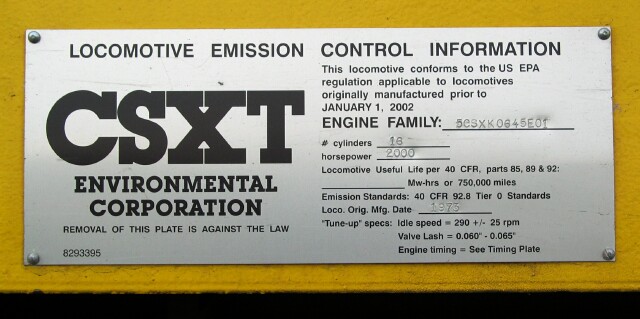 LOCOMOTIVE EMISSION CONTROL INFORMATION
CSXT
ENVIRONMENTAL
CORPORATION
REMOVAL OF THIS PLATE IS AGAINST THE LAW
8293395
This locomotive conforms to the US EPA
regulation applicable to locomotives
originally manufactured prior to
JANUARY 1, 2002
ENGINE FAMILY: 5CSXK0645E01
# cylinders 16
horsepower 2000
Locomotive Useful Life per 40 CFR, parts 85, 89 & 92:
Mw-hrs or 750,000 miles
Emission Standards: 40 CFR 92.8 Tier 0 Standards
Loco. Orig. Mfg. Date 1973
"Tune-up" specs: Idle speed = 290 +/- 25 rpm
Valve Lash = 0.060" - 0.065"
Engine timing = See Timing Plate